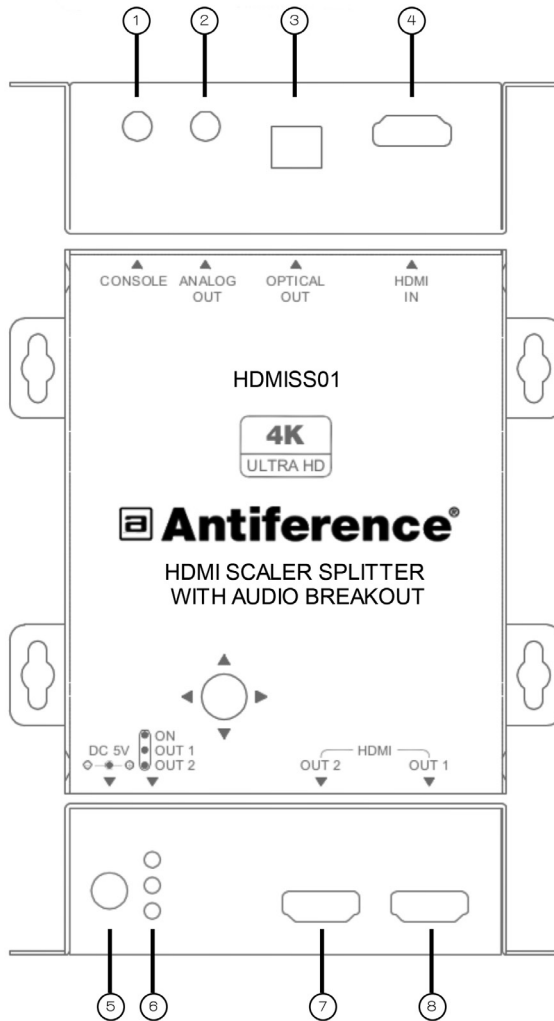 1 2 3 4
CONSOLE ANALOG OUT OPTICAL OUT HDMI IN
HDMISS01
4K
ULTRA HD
a Antiference®
HDMI SCALER SPLITTER
WITH AUDIO BREAKOUT
ON
DC 5V OUT 1
OUT 2
HDMI
OUT 2 OUT 1
5 6 7 8